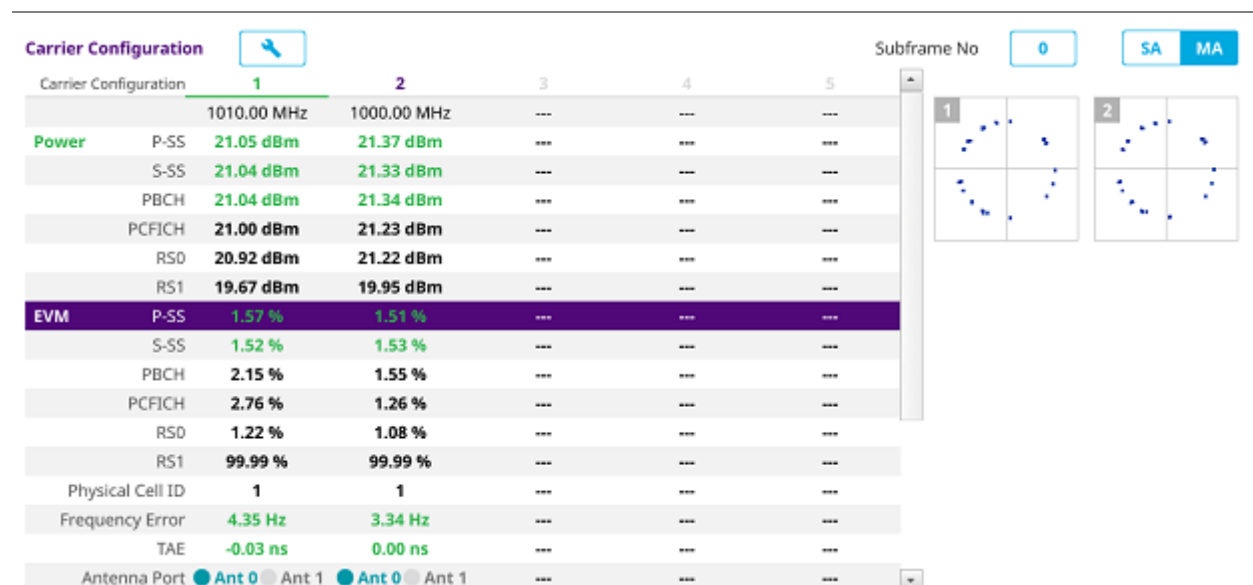 Carrier Configuration Subframe No 0 SA MA
Carrier Configuration 1 2 3 4 5
1010.00 MHz 1000.00 MHz --- --- ---
Power P-SS 21.05 dBm 21.37 dBm --- --- ---
S-SS 21.04 dBm 21.33 dBm --- --- ---
PBCH 21.04 dBm 21.34 dBm --- --- ---
PCFICH 21.00 dBm 21.23 dBm --- --- ---
RS0 20.92 dBm 21.22 dBm --- --- ---
RS1 19.67 dBm 19.95 dBm --- --- ---
EVM P-SS 1.57 % 1.51 % --- --- ---
S-SS 1.52 % 1.53 % --- --- ---
PBCH 2.15 % 1.55 % --- --- ---
PCFICH 2.76 % 1.26 % --- --- ---
RS0 1.22 % 1.08 % --- --- ---
RS1 99.99 % 99.99 % --- --- ---
Physical Cell ID 1 1 --- --- ---
Frequency Error 4.35 Hz 3.34 Hz --- --- ---
TAE -0.03 ns 0.00 ns --- --- ---
Antenna Port Ant 0 Ant 1 Ant 0 Ant 1 --- --- ---
1 2